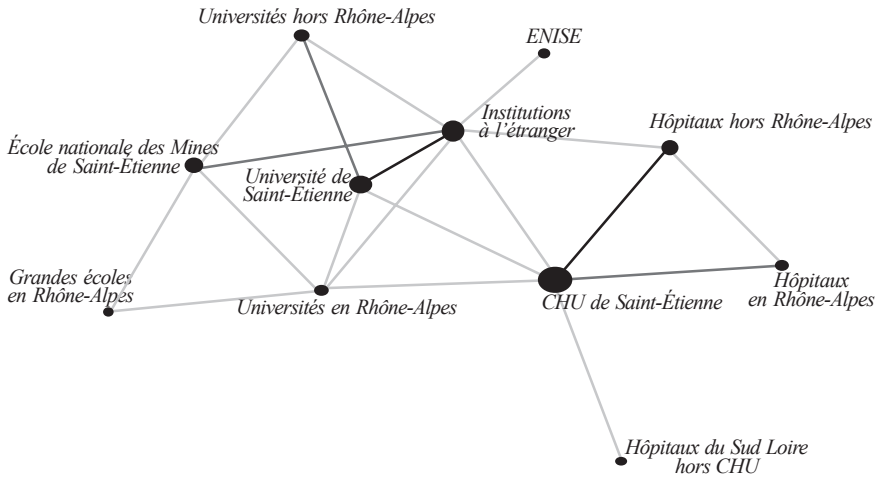 Universités hors Rhône-Alpes
ENISE
Institutions
à l'étranger
Hôpitaux hors Rhône-Alpes
École nationale des Mines
de Saint-Étienne
Université de
Saint-Étienne
Grandes écoles
en Rhône-Alpes
Universités en Rhône-Alpes
CHU de Saint-Étienne
Hôpitaux
en Rhône-Alpes
Hôpitaux du Sud Loire
hors CHU